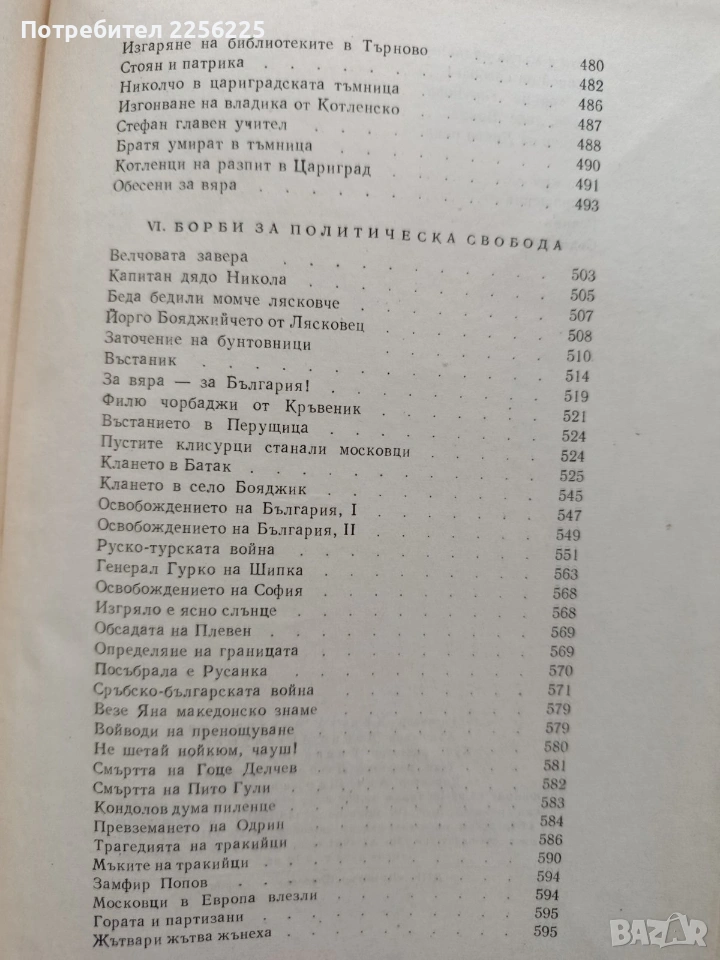 Потребител 2256225
Изгаряне на библиотеките в Търново 480
Стоян и патрика 482
Николчо в цариградската тъмница 486
Изгонване на владика от Котленско 487
Стефан главен учител 488
Братя умират в тъмница 490
Котленци на разпит в Цариград 491
Обесени за вяра 493
VI. БОРБИ ЗА ПОЛИТИЧЕСКА СВОБОДА
Велчовата завера 503
Капитан дядо Никола 505
Беда бедили момче лясковче 507
Йорго Бояджийчето от Лясковец 508
Заточение на бунтовници 510
Въстаник 514
За вяра — за България! 519
Филю чорбаджи от Кръвеник 521
Въстанието в Перущица 524
Пустите клисурци станали московци 524
Клането в Батак 525
Клането в село Бояджик 545
Освобождението на България, I 547
Освобождението на България, II 549
Руско-турската война 551
Генерал Гурко на Шипка 563
Освобождението на София 568
Изгряло е ясно слънце 568
Обсадата на Плевен 569
Определяне на границата 569
Посъбрала е Русанка 570
Сръбско-българската война 571
Везе Яна македонско знаме 579
Войводи на пренощуване 579
Не шетай йойкюм, чауш! 580
Смъртта на Гоце Делчев 581
Смъртта на Пито Гули 582
Кондолов дума пиленце 583
Превземането на Одрин 584
Трагедията на тракийци 586
Мъките на тракийци 590
Замфир Попов 594
Московци в Европа влезли 594
Гората и партизани 595
Жътвари жътва жънеха 595
BAZAR